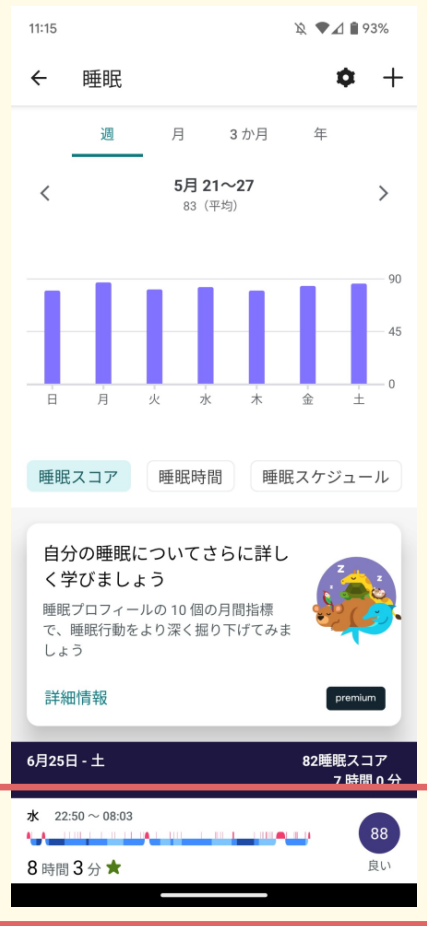 11:15
93%
睡眠
週 月 3 か月 年
5月 21～27
83（平均）
90
45
0
日 月 火 水 木 金 土
睡眠スコア 睡眠時間 睡眠スケジュール
自分の睡眠についてさらに詳し
く学びましょう
睡眠プロフィールの 10 個の月間指標
で、睡眠行動をより深く掘り下げてみま
しょう
z
z
詳細情報
premium
6月25日 - 土 82睡眠スコア
7 時間 0 分
水 22:50 ～ 08:03
88
8 時間 3 分
良い